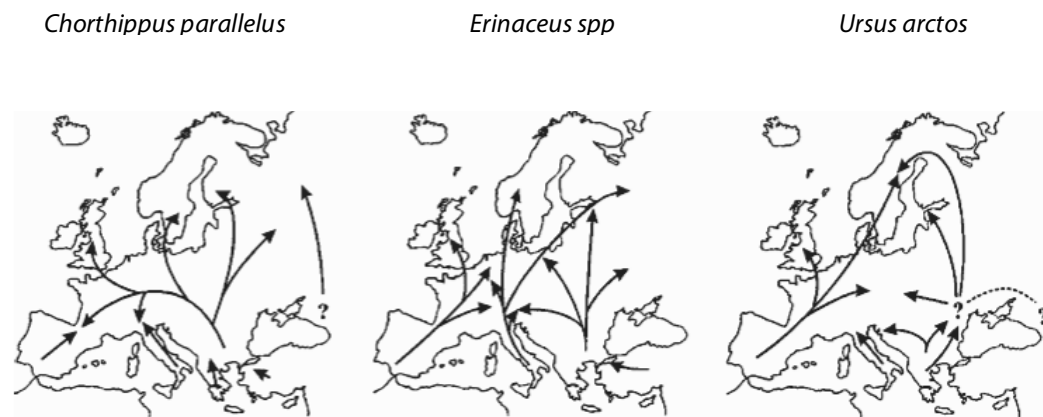 Chorthippus parallelus
Erinaceus spp
Ursus arctos
?
?
?